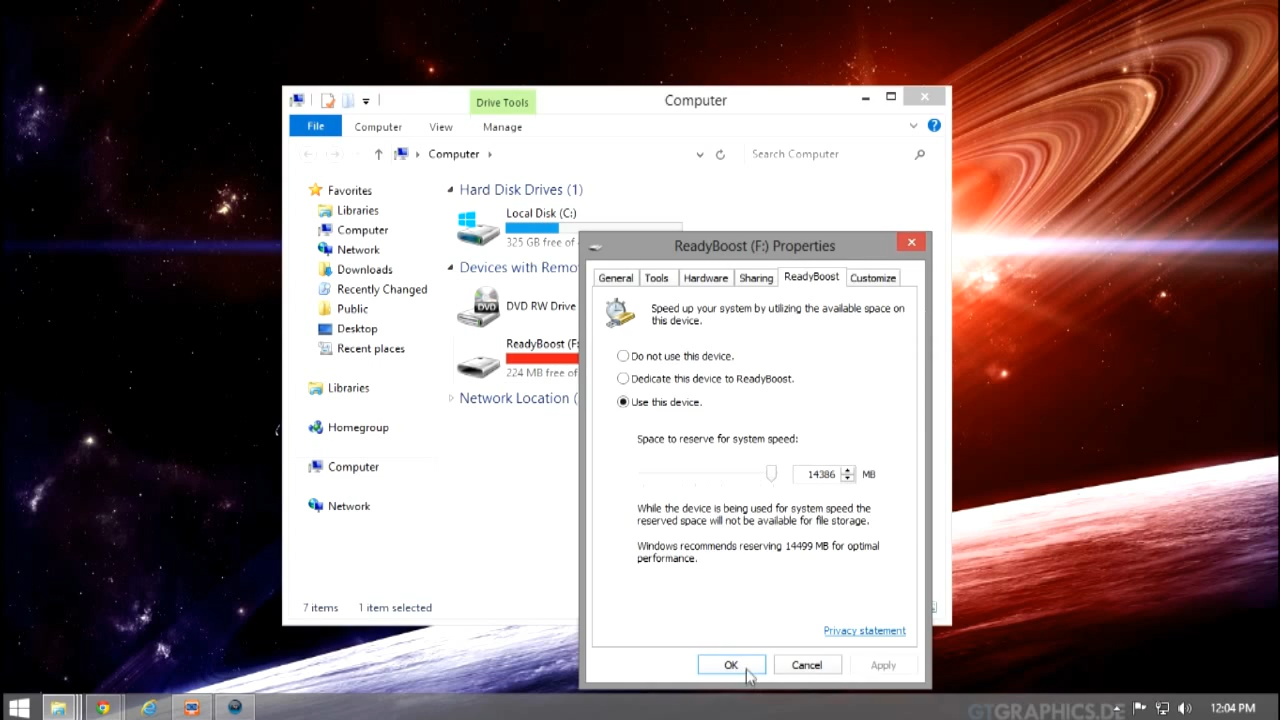 Drive Tools
Computer
File
Computer
View
Manage
Computer
Search Computer
Favorites
Libraries
Computer
Network
Downloads
Recently Changed
Public
Desktop
Recent places
Libraries
Homegroup
Computer
Network
Hard Disk Drives (1)
Local Disk (C:)
325 GB free of
Devices with Remo
DVD RW Drive
DVD
ReadyBoost (F:
224 MB free of
Network Location (
7 items
1 item selected
ReadyBoost (F:) Properties
General
Tools
Hardware
Sharing
ReadyBoost
Customize
Speed up your system by utilizing the available space on
this device.
Do not use this device.
Dedicate this device to ReadyBoost.
Use this device.
Space to reserve for system speed:
14386 MB
While the device is being used for system speed the
reserved space will not be available for file storage.
Windows recommends reserving 14499 MB for optimal
performance.
Privacy statement
OK
Cancel
Apply
GTGRAPHICS.DE
12:04 PM